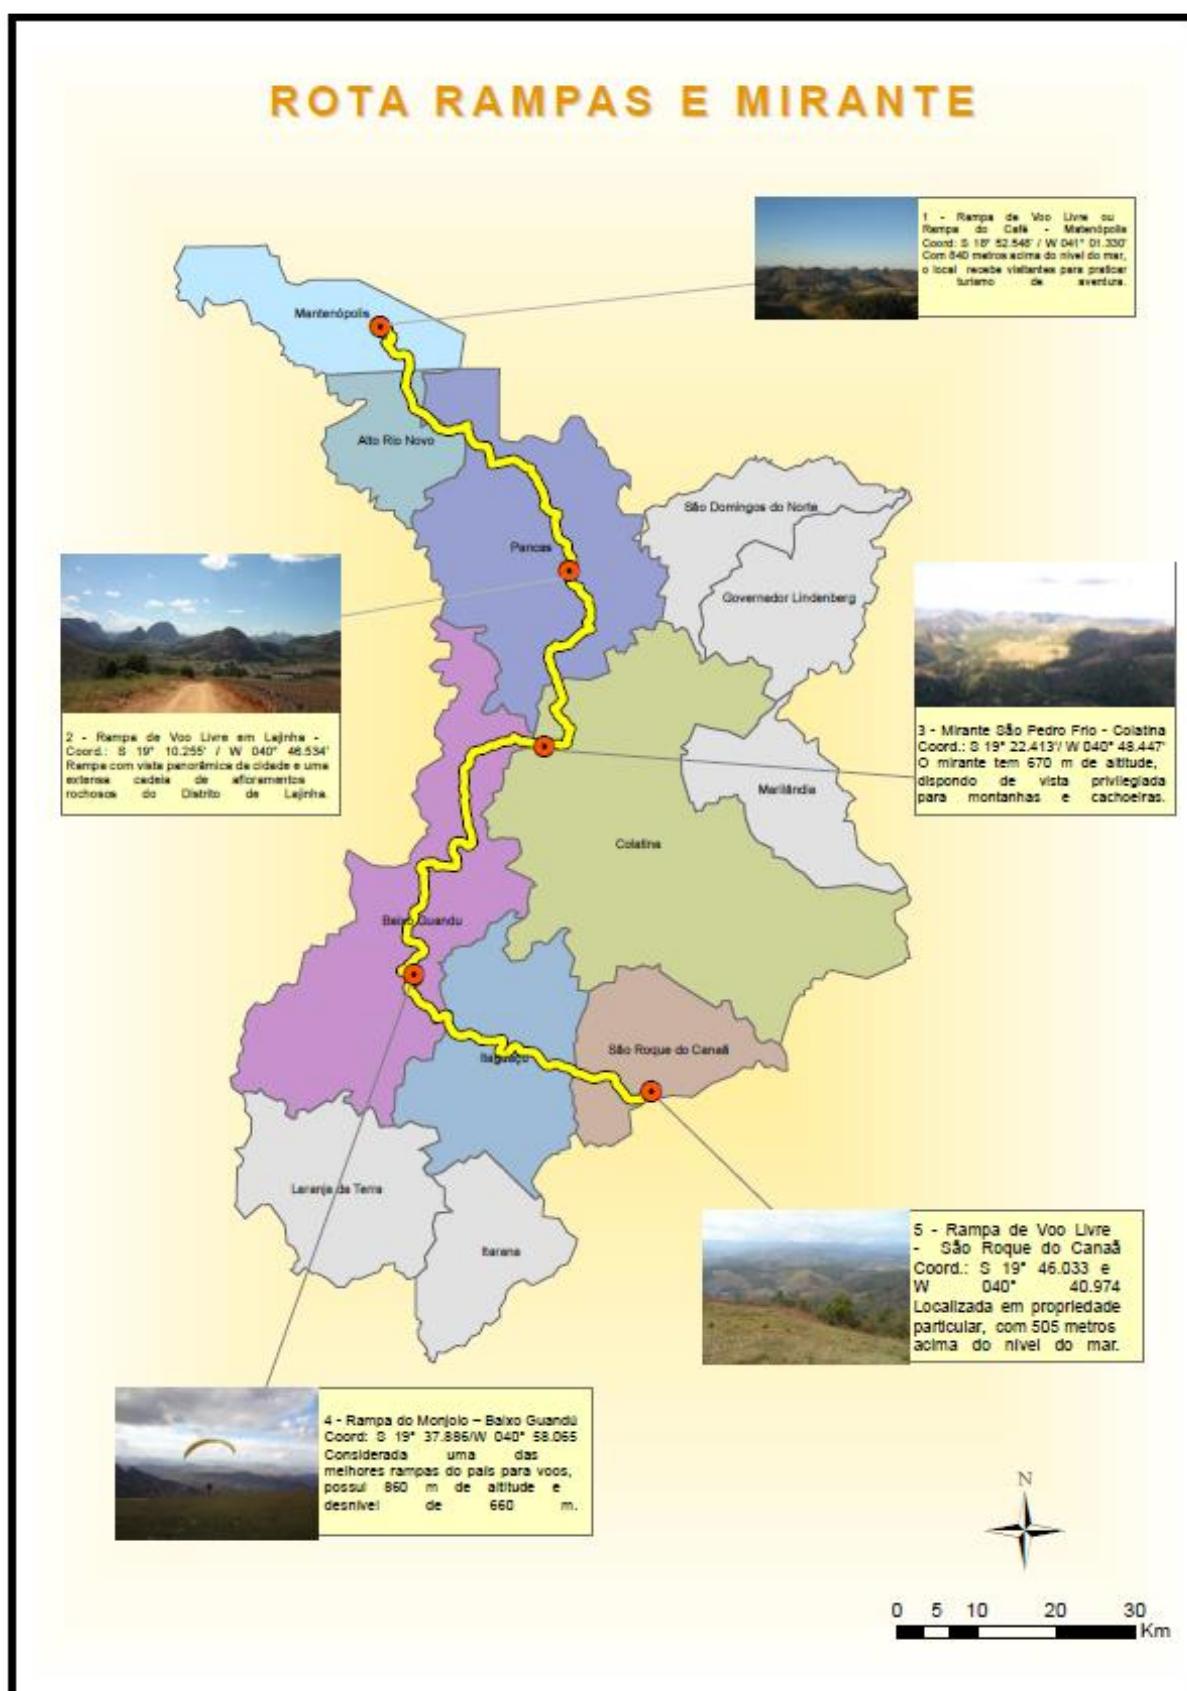 ROTA RAMPAS E MIRANTE
1 - Rampa de Voo Livre ou
Rampa do Café - Matenópolis
Coord: S 18° 52.548' / W 041° 01.330'
Com 840 metros acima do nível do mar,
o local recebe visitantes para praticar
turismo de aventura.
Mantenópolis
Alto Rio Novo
São Domingos do Norte
Pancas
Governador Lindenberg
2 - Rampa de Voo Livre em Lajinha -
Coord.: S 19° 10.255' / W 040° 46.534'
Rampa com vista panorâmica da cidade e uma
extensa cadeia de afloramentos
rochosos do Distrito de Lajinha.
3 - Mirante São Pedro Frio - Colatina
Coord.: S 19° 22.413'/ W 040° 48.447'
O mirante tem 670 m de altitude,
dispondo de vista privilegiada
para montanhas e cachoeiras.
Marilândia
Colatina
Baixo Guandu
Itaguaçu
São Roque do Canaã
Laranja da Terra
Itarana
5 - Rampa de Voo Livre
- São Roque do Canaã
Coord.: S 19° 46.033 e
W 040° 40.974
Localizada em propriedade
particular, com 505 metros
acima do nível do mar.
4 - Rampa do Monjolo – Baixo Guandú
Coord: S 19° 37.886/W 040° 58.065
Considerada uma das
melhores rampas do país para voos,
possui 860 m de altitude e
desnível de 660 m.
N
0 5 10 20 30
Km